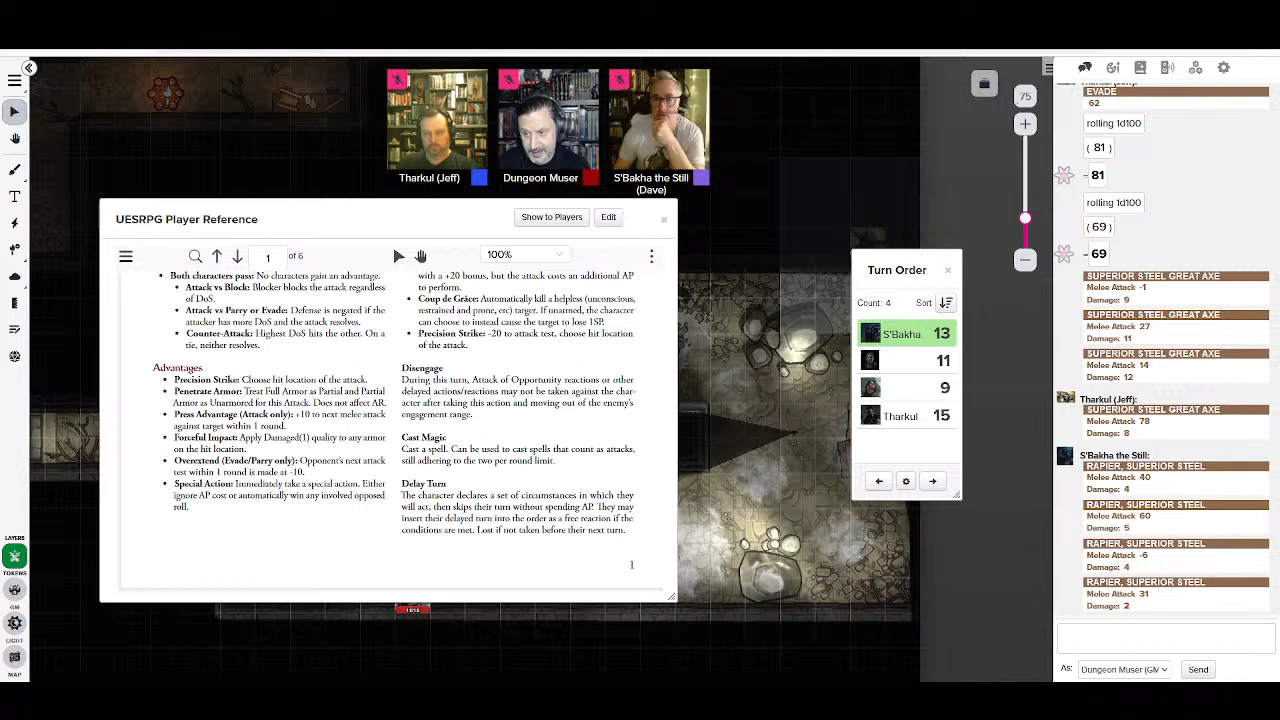 75
Tharkul (Jeff)
Dungeon Muser
S'Bakha the Still
(Dave)
UESRPG Player Reference
Show to Players
Edit
1
of 6
100%
Both characters pass: No characters gain an advantage.
Attack vs Block: Blocker blocks the attack regardless
of DoS.
Attack vs Parry or Evade: Defense is negated if the
attacker has more DoS and the attack resolves.
Counter-Attack: Highest DoS hits the other. On a
tie, neither resolves.
Advantages
Precision Strike: Choose hit location of the attack.
Penetrate Armor: Treat Full Armor as Partial and Partial
Armor as Unarmored for this Attack. Does not affect AR.
Press Advantage (Attack only): +10 to next melee attack
against target within 1 round.
Forceful Impact: Apply Damaged(1) quality to any armor
on the hit location.
Overextend (Evade/Parry only): Opponent's next attack
test within 1 round is made at -10.
Special Action: Immediately take a special action. Either
ignore AP cost or automatically win any involved opposed
roll.
with a +20 bonus, but the attack costs an additional AP
to perform.
Coup de Grâce: Automatically kill a helpless (unconscious,
restrained and prone, etc) target. If unarmed, the
character can choose to instead cause the target to lose 1SP.
Precision Strike: -20 to attack test, choose hit location
of the attack.
Disengage
During this turn, Attack of Opportunity reactions or other
delayed actions/reactions may not be taken against the char-
acter after taking this action and moving out of the enemy's
engagement range.
Cast Magic
Cast a spell. Can be used to cast spells that count as attacks,
still adhering to the two per round limit.
Delay Turn
The character declares a set of circumstances in which they
will act, then skips their turn without spending AP. They may
insert their delayed turn into the order as a free reaction if the
conditions are met. Lost if not taken before their next turn.
1
Turn Order
Count: 4
Sort
S'Bakha 13
11
9
Tharkul 15
EVADE
62
rolling 1d100
( 81 )
81
rolling 1d100
( 69 )
69
SUPERIOR STEEL GREAT AXE
Melee Attack -1
Damage: 9
SUPERIOR STEEL GREAT AXE
Melee Attack 27
Damage: 11
SUPERIOR STEEL GREAT AXE
Melee Attack 14
Damage: 12
Tharkul (Jeff):
SUPERIOR STEEL GREAT AXE
Melee Attack 78
Damage: 8
S'Bakha the Still:
RAPIER, SUPERIOR STEEL
Melee Attack 40
Damage: 4
RAPIER, SUPERIOR STEEL
Melee Attack 60
Damage: 5
RAPIER, SUPERIOR STEEL
Melee Attack -6
Damage: 4
RAPIER, SUPERIOR STEEL
Melee Attack 31
Damage: 2
As:
Dungeon Muser (GM
Send
LAYERS
TOKENS
GM
LIGHT
MAP